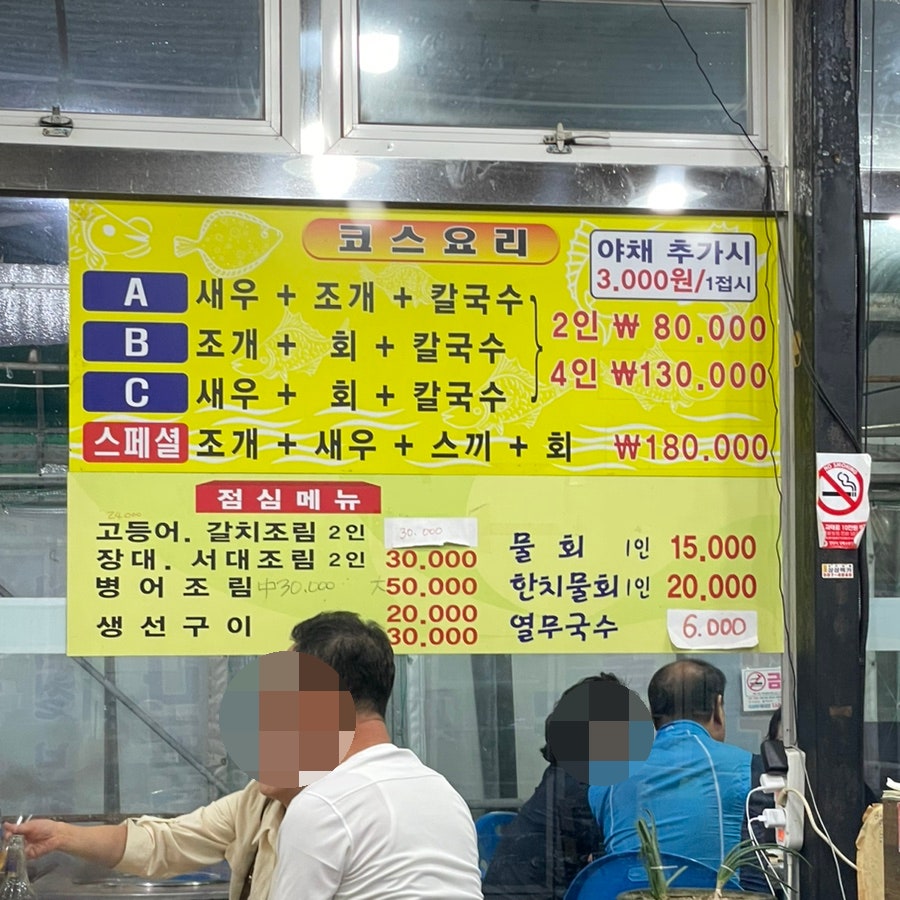 코스요리
야채 추가시
3.000원/1접시
A 새우 + 조개 + 칼국수
B 조개 + 회 + 칼국수
C 새우 + 회 + 칼국수
2인 ₩ 80.000
4인 ₩130.000
스페셜 조개 + 새우 + 스끼 + 회 ₩180.000
점심메뉴
고등어. 갈치조림 2인 30.000
장대. 서대조림 2인 30.000
병어조림 中30.000 大50.000
생선구이 20.000
30.000
물회 1인 15.000
한치물회 1인 20.000
열무국수 6.000
NO SMOKING